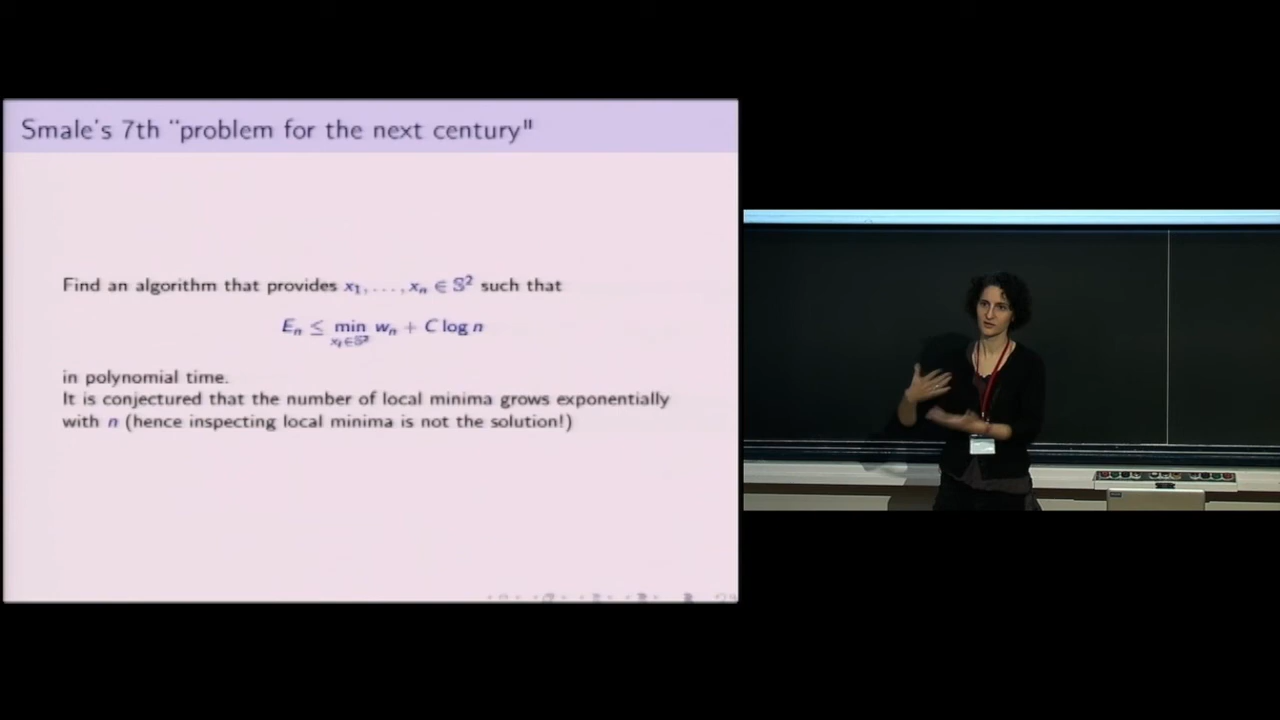 Smale's 7th "problem for the next century"
Find an algorithm that provides x₁, . . . , xₙ ∈ 𝕊² such that
Eₙ ≤ min wₙ + C log n
xᵢ∈𝕊²
in polynomial time.
It is conjectured that the number of local minima grows exponentially
with n (hence inspecting local minima is not the solution!)